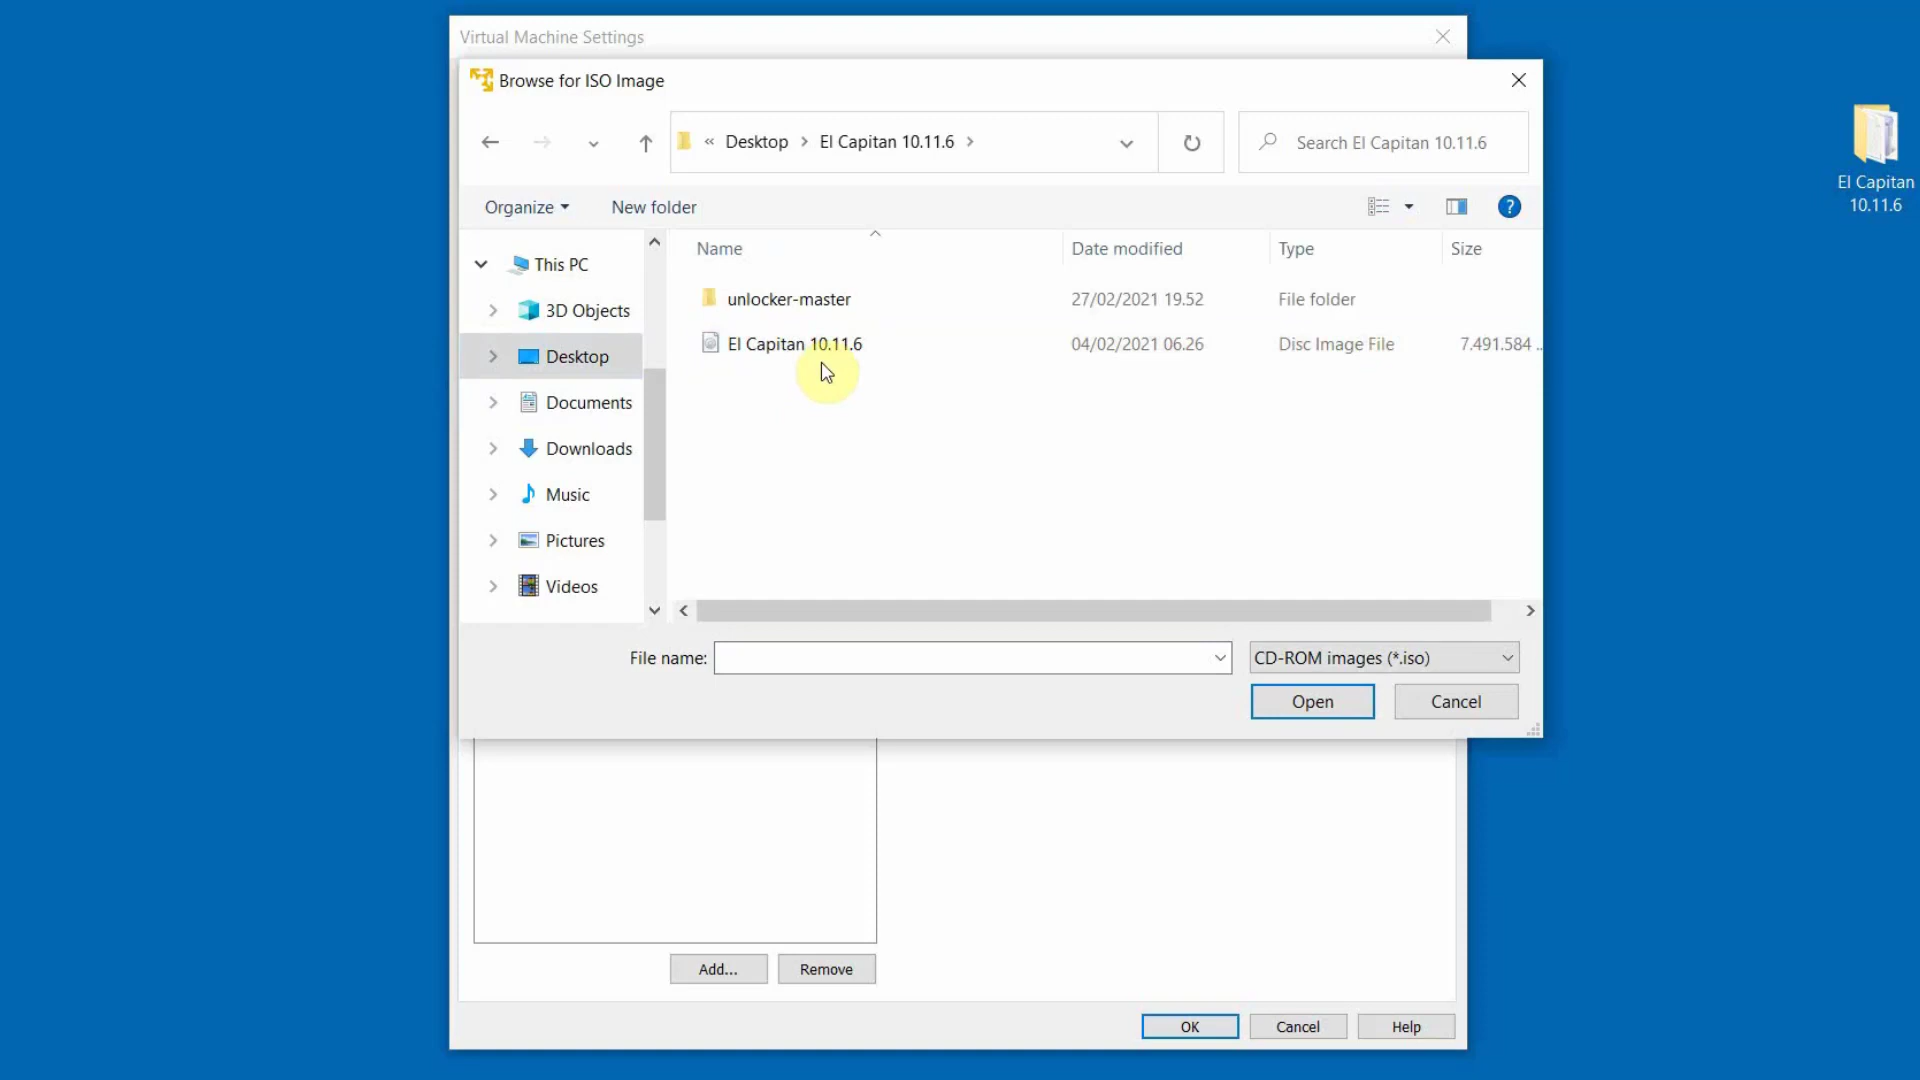 Virtual Machine Settings
Browse for ISO Image
« Desktop > El Capitan 10.11.6 >
Search El Capitan 10.11.6
El Capitan
10.11.6
Organize
New folder
?
Name
Date modified
Type
Size
This PC
3D Objects
Desktop
Documents
Downloads
Music
Pictures
Videos
unlocker-master
27/02/2021 19.52
File folder
El Capitan 10.11.6
04/02/2021 06.26
Disc Image File
7.491.584 ..
File name:
CD-ROM images (*.iso)
Open
Cancel
Add...
Remove
OK
Cancel
Help